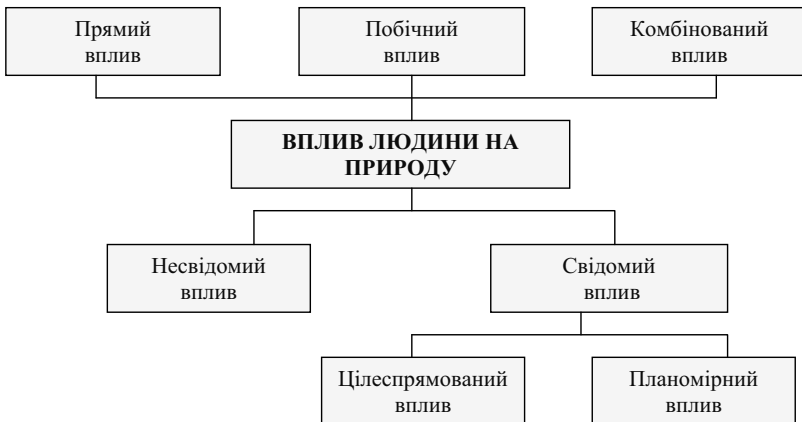 Прямий
вплив
Побічний
вплив
Комбінований
вплив
ВПЛИВ ЛЮДИНИ НА
ПРИРОДУ
Несвідомий
вплив
Свідомий
вплив
Цілеспрямований
вплив
Планомірний
вплив